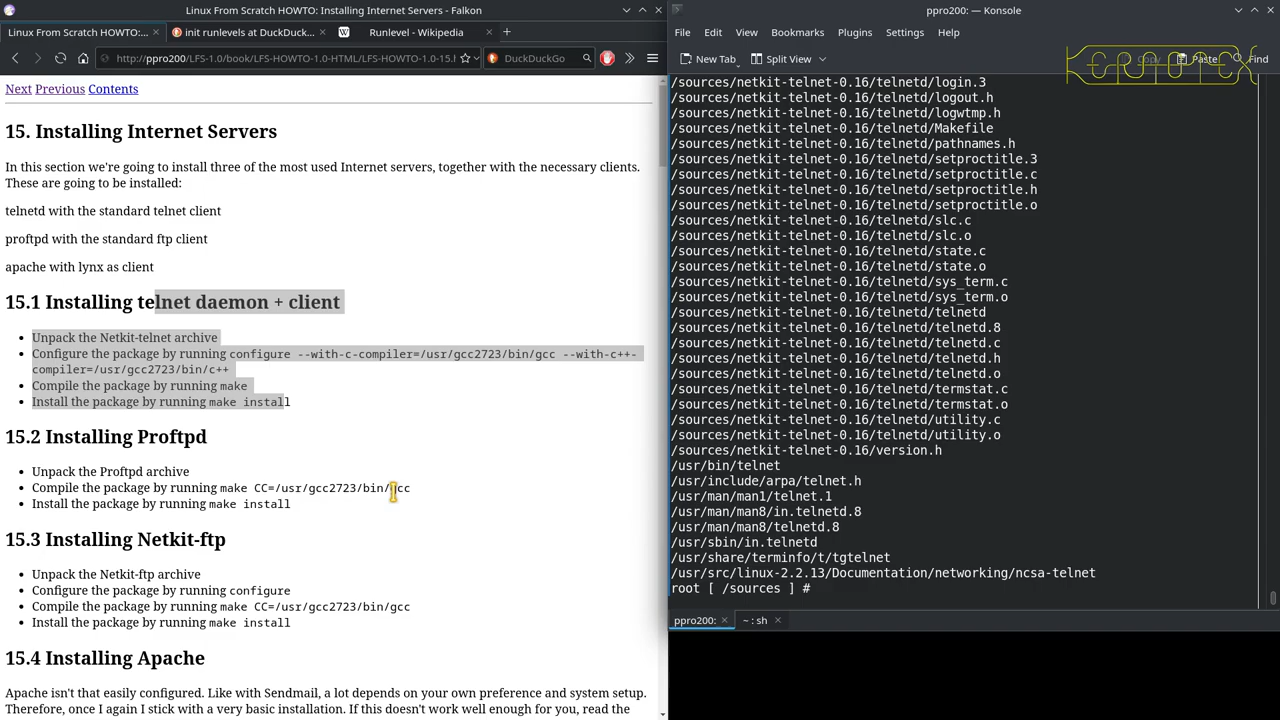 Linux From Scratch HOWTO: Installing Internet Servers - Falkon
Linux From Scratch HOWTO:...
init runlevels at DuckDuck...
W
Runlevel - Wikipedia
http://ppro200/LFS-1.0/book/LFS-HOWTO-1.0-HTML/LFS-HOWTO-1.0-15.
DuckDuckGo
Next Previous Contents
15. Installing Internet Servers
In this section we're going to install three of the most used Internet servers, together with the necessary clients.
These are going to be installed:
telnetd with the standard telnet client
proftpd with the standard ftp client
apache with lynx as client
15.1 Installing telnet daemon + client
• Unpack the Netkit-telnet archive
• Configure the package by running configure --with-c-compiler=/usr/gcc2723/bin/gcc --with-c++-
compiler=/usr/gcc2723/bin/c++
• Compile the package by running make
• Install the package by running make install
15.2 Installing Proftpd
• Unpack the Proftpd archive
• Compile the package by running make CC=/usr/gcc2723/bin/gcc
• Install the package by running make install
15.3 Installing Netkit-ftp
• Unpack the Netkit-ftp archive
• Configure the package by running configure
• Compile the package by running make CC=/usr/gcc2723/bin/gcc
• Install the package by running make install
15.4 Installing Apache
Apache isn't that easily configured. Like with Sendmail, a lot depends on your own preference and system setup.
Therefore, once I again I stick with a very basic installation. If this doesn't work well enough for you, read the
ppro200: — Konsole
File Edit View Bookmarks Plugins Settings Help
New Tab
Split View
Copy
Paste
Find
/sources/netkit-telnet-0.16/telnetd/login.3
/sources/netkit-telnet-0.16/telnetd/logout.h
/sources/netkit-telnet-0.16/telnetd/logwtmp.h
/sources/netkit-telnet-0.16/telnetd/Makefile
/sources/netkit-telnet-0.16/telnetd/pathnames.h
/sources/netkit-telnet-0.16/telnetd/setproctitle.3
/sources/netkit-telnet-0.16/telnetd/setproctitle.c
/sources/netkit-telnet-0.16/telnetd/setproctitle.h
/sources/netkit-telnet-0.16/telnetd/setproctitle.o
/sources/netkit-telnet-0.16/telnetd/slc.c
/sources/netkit-telnet-0.16/telnetd/slc.o
/sources/netkit-telnet-0.16/telnetd/state.c
/sources/netkit-telnet-0.16/telnetd/state.o
/sources/netkit-telnet-0.16/telnetd/sys_term.c
/sources/netkit-telnet-0.16/telnetd/sys_term.o
/sources/netkit-telnet-0.16/telnetd/telnetd
/sources/netkit-telnet-0.16/telnetd/telnetd.8
/sources/netkit-telnet-0.16/telnetd/telnetd.c
/sources/netkit-telnet-0.16/telnetd/telnetd.h
/sources/netkit-telnet-0.16/telnetd/telnetd.o
/sources/netkit-telnet-0.16/telnetd/termstat.c
/sources/netkit-telnet-0.16/telnetd/termstat.o
/sources/netkit-telnet-0.16/telnetd/utility.c
/sources/netkit-telnet-0.16/telnetd/utility.o
/sources/netkit-telnet-0.16/version.h
/usr/bin/telnet
/usr/include/arpa/telnet.h
/usr/man/man1/telnet.1
/usr/man/man8/in.telnetd.8
/usr/man/man8/telnetd.8
/usr/sbin/in.telnetd
/usr/share/terminfo/t/tgtelnet
/usr/src/linux-2.2.13/Documentation/networking/ncsa-telnet
root [ /sources ] #
ppro200:
~ : sh